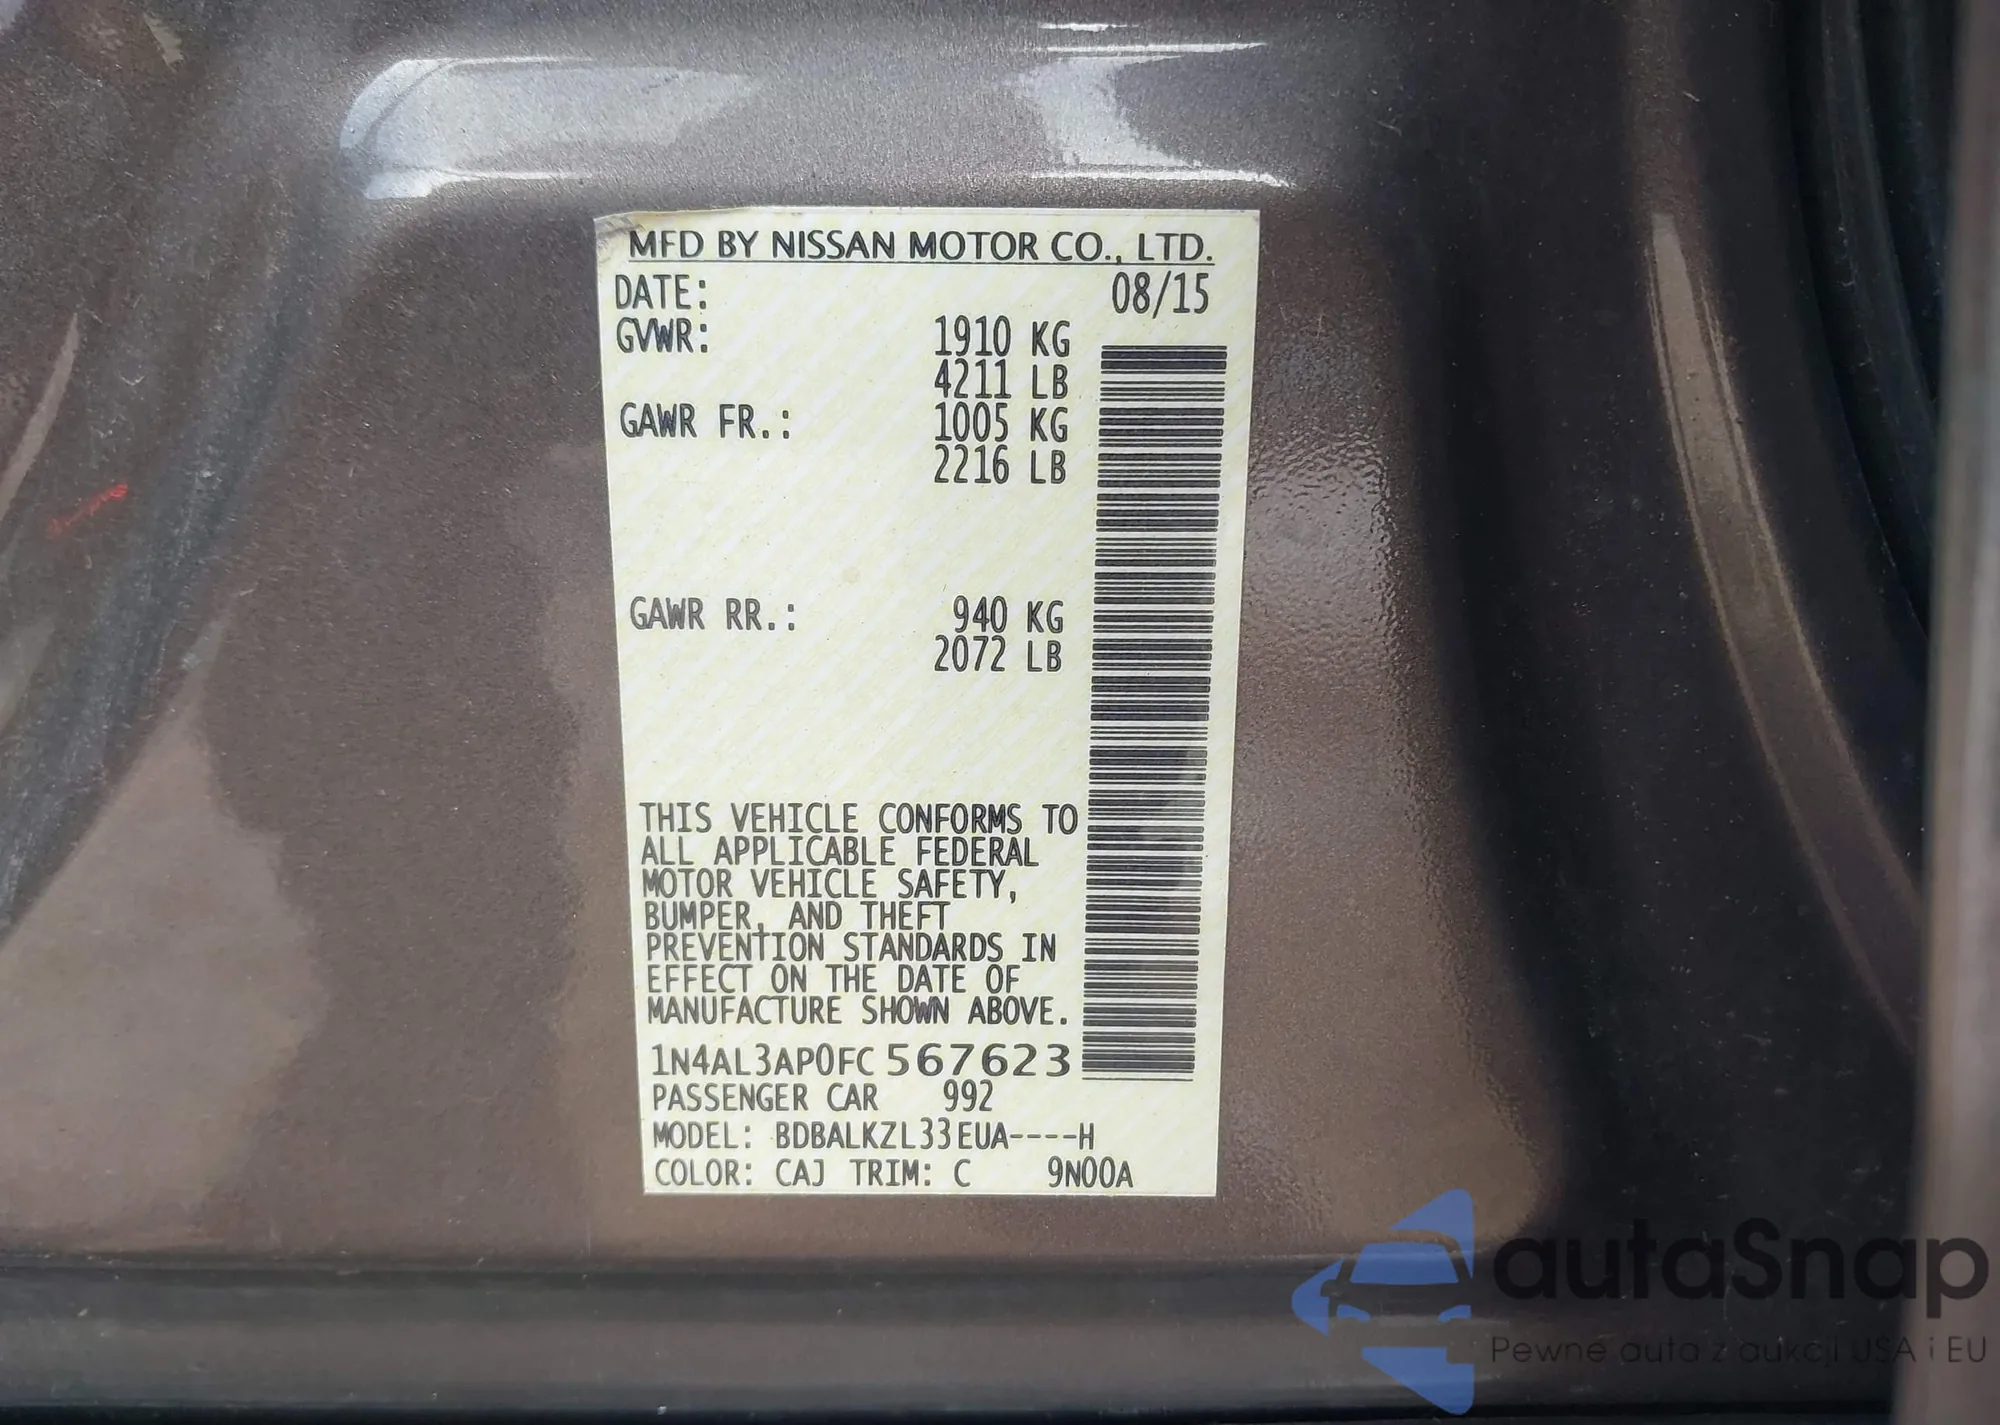 MFD BY NISSAN MOTOR CO., LTD.
DATE: 08/15
GVWR: 1910 KG
4211 LB
GAWR FR.: 1005 KG
2216 LB
GAWR RR.: 940 KG
2072 LB
THIS VEHICLE CONFORMS TO
ALL APPLICABLE FEDERAL
MOTOR VEHICLE SAFETY,
BUMPER, AND THEFT
PREVENTION STANDARDS IN
EFFECT ON THE DATE OF
MANUFACTURE SHOWN ABOVE.
1N4AL3AP0FC567623
PASSENGER CAR 992
MODEL: BDBALKZL33EUA----H
COLOR: CAJ TRIM: C 9N00A
autaSnap
Pewne auta z aukcji USA i EU